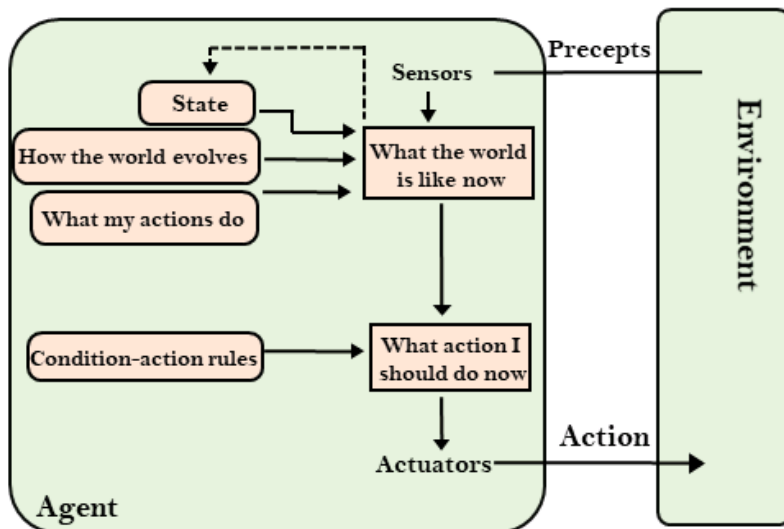 Precepts
Sensors
State
How the world evolves
What the world
is like now
What my actions do
Environment
Condition-action rules
What action I
should do now
Action
Actuators
Agent